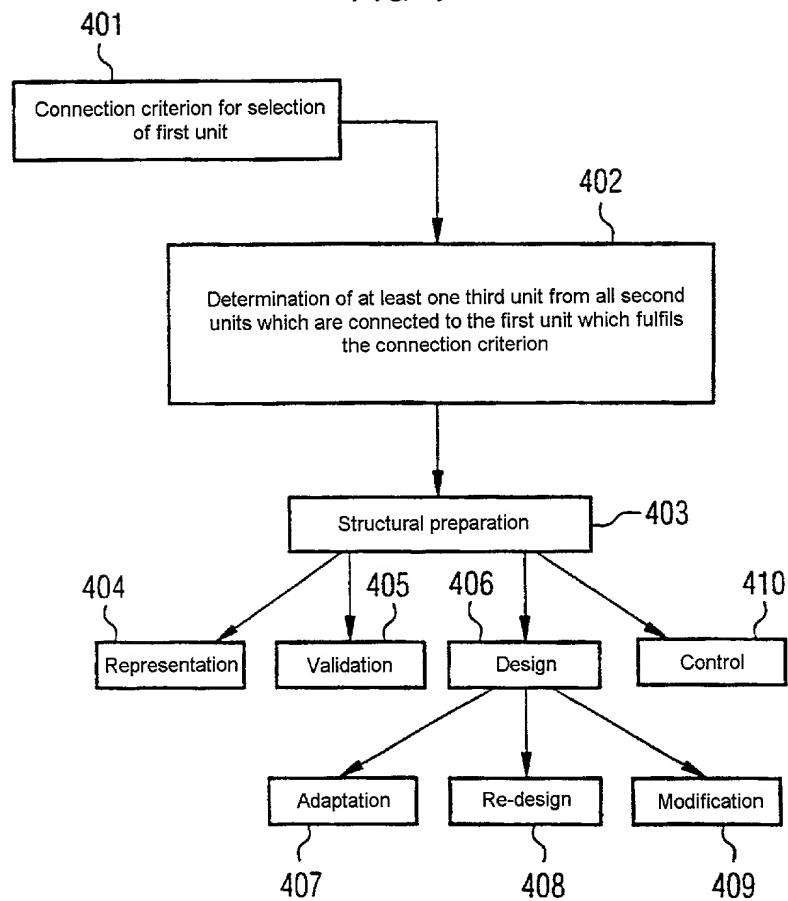 401
Connection criterion for selection
of first unit
402
Determination of at least one third unit from all second
units which are connected to the first unit which fulfils
the connection criterion
Structural preparation
403
404
405
406
410
Representation
Validation
Design
Control
Adaptation
Re-design
Modification
407
408
409